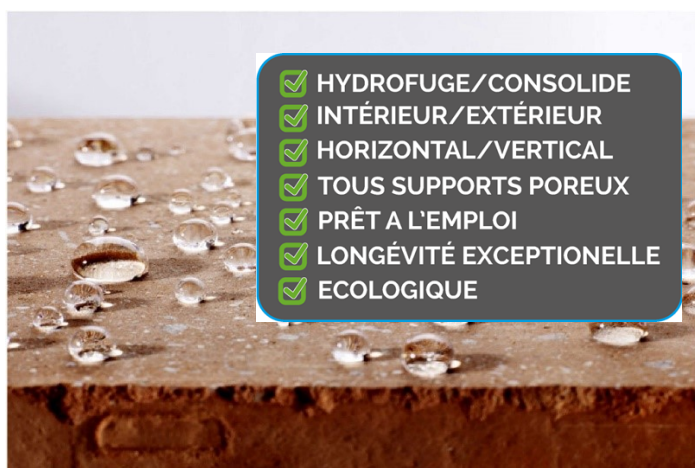 HYDROFUGE/CONSOLIDE
INTÉRIEUR/EXTÉRIEUR
HORIZONTAL/VERTICAL
TOUS SUPPORTS POREUX
PRÊT A L'EMPLOI
LONGÉVITÉ EXCEPTIONELLE
ECOLOGIQUE